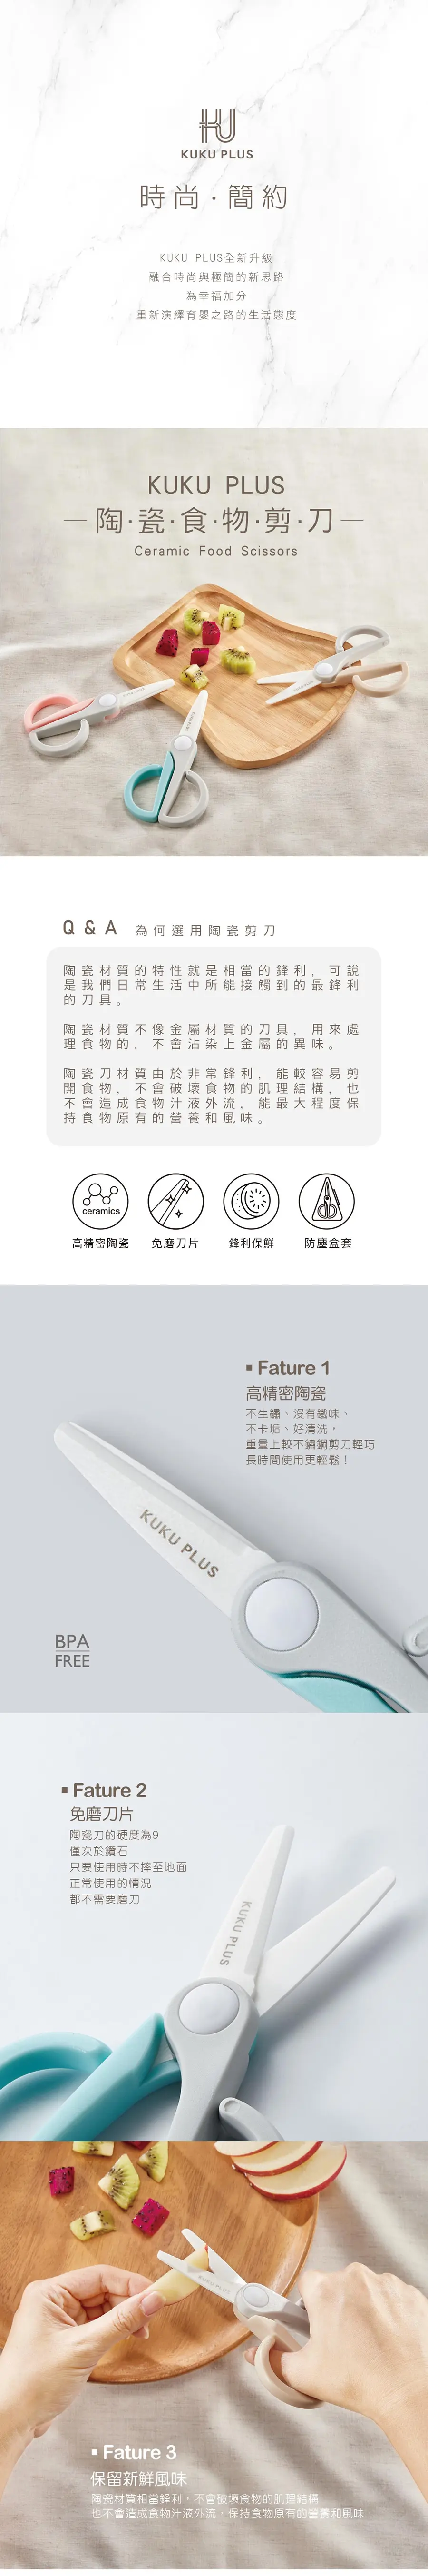 KUKU PLUS
時尚·簡約
KUKU PLUS全新升級
融合時尚與極簡的新思路
為幸福加分
重新演繹育嬰之路的生活態度
KUKU PLUS
陶·瓷·食·物·剪·刀
Ceramic Food Scissors
Q & A 為何選用陶瓷剪刀
陶瓷材質的特性就是相當的鋒利，可說
是我們日常生活中所能接觸到的最鋒利
的刀具。
陶瓷材質不像金屬材質的刀具，用來處
理食物的，不會沾染上金屬的異味。
陶瓷刀材質由於非常鋒利，能較容易剪
開食物，不會破壞食物的肌理結構，也
不會造成食物汁液外流，能最大程度保
持食物原有的營養和風味。
ceramics
高精密陶瓷 免磨刀片 鋒利保鮮 防塵盒套
▪ Fature 1
高精密陶瓷
不生鏽、沒有鐵味、
不卡垢、好清洗，
重量上較不鏽鋼剪刀輕巧
長時間使用更輕鬆！
KUKU PLUS
BPA
FREE
▪ Fature 2
免磨刀片
陶瓷刀的硬度為9
僅次於鑽石
只要使用時不摔至地面
正常使用的情況
都不需要磨刀
KUKU PLUS
KUKU PLUS
▪ Fature 3
保留新鮮風味
陶瓷材質相當鋒利，不會破壞食物的肌理結構
也不會造成食物汁液外流，保持食物原有的營養和風味